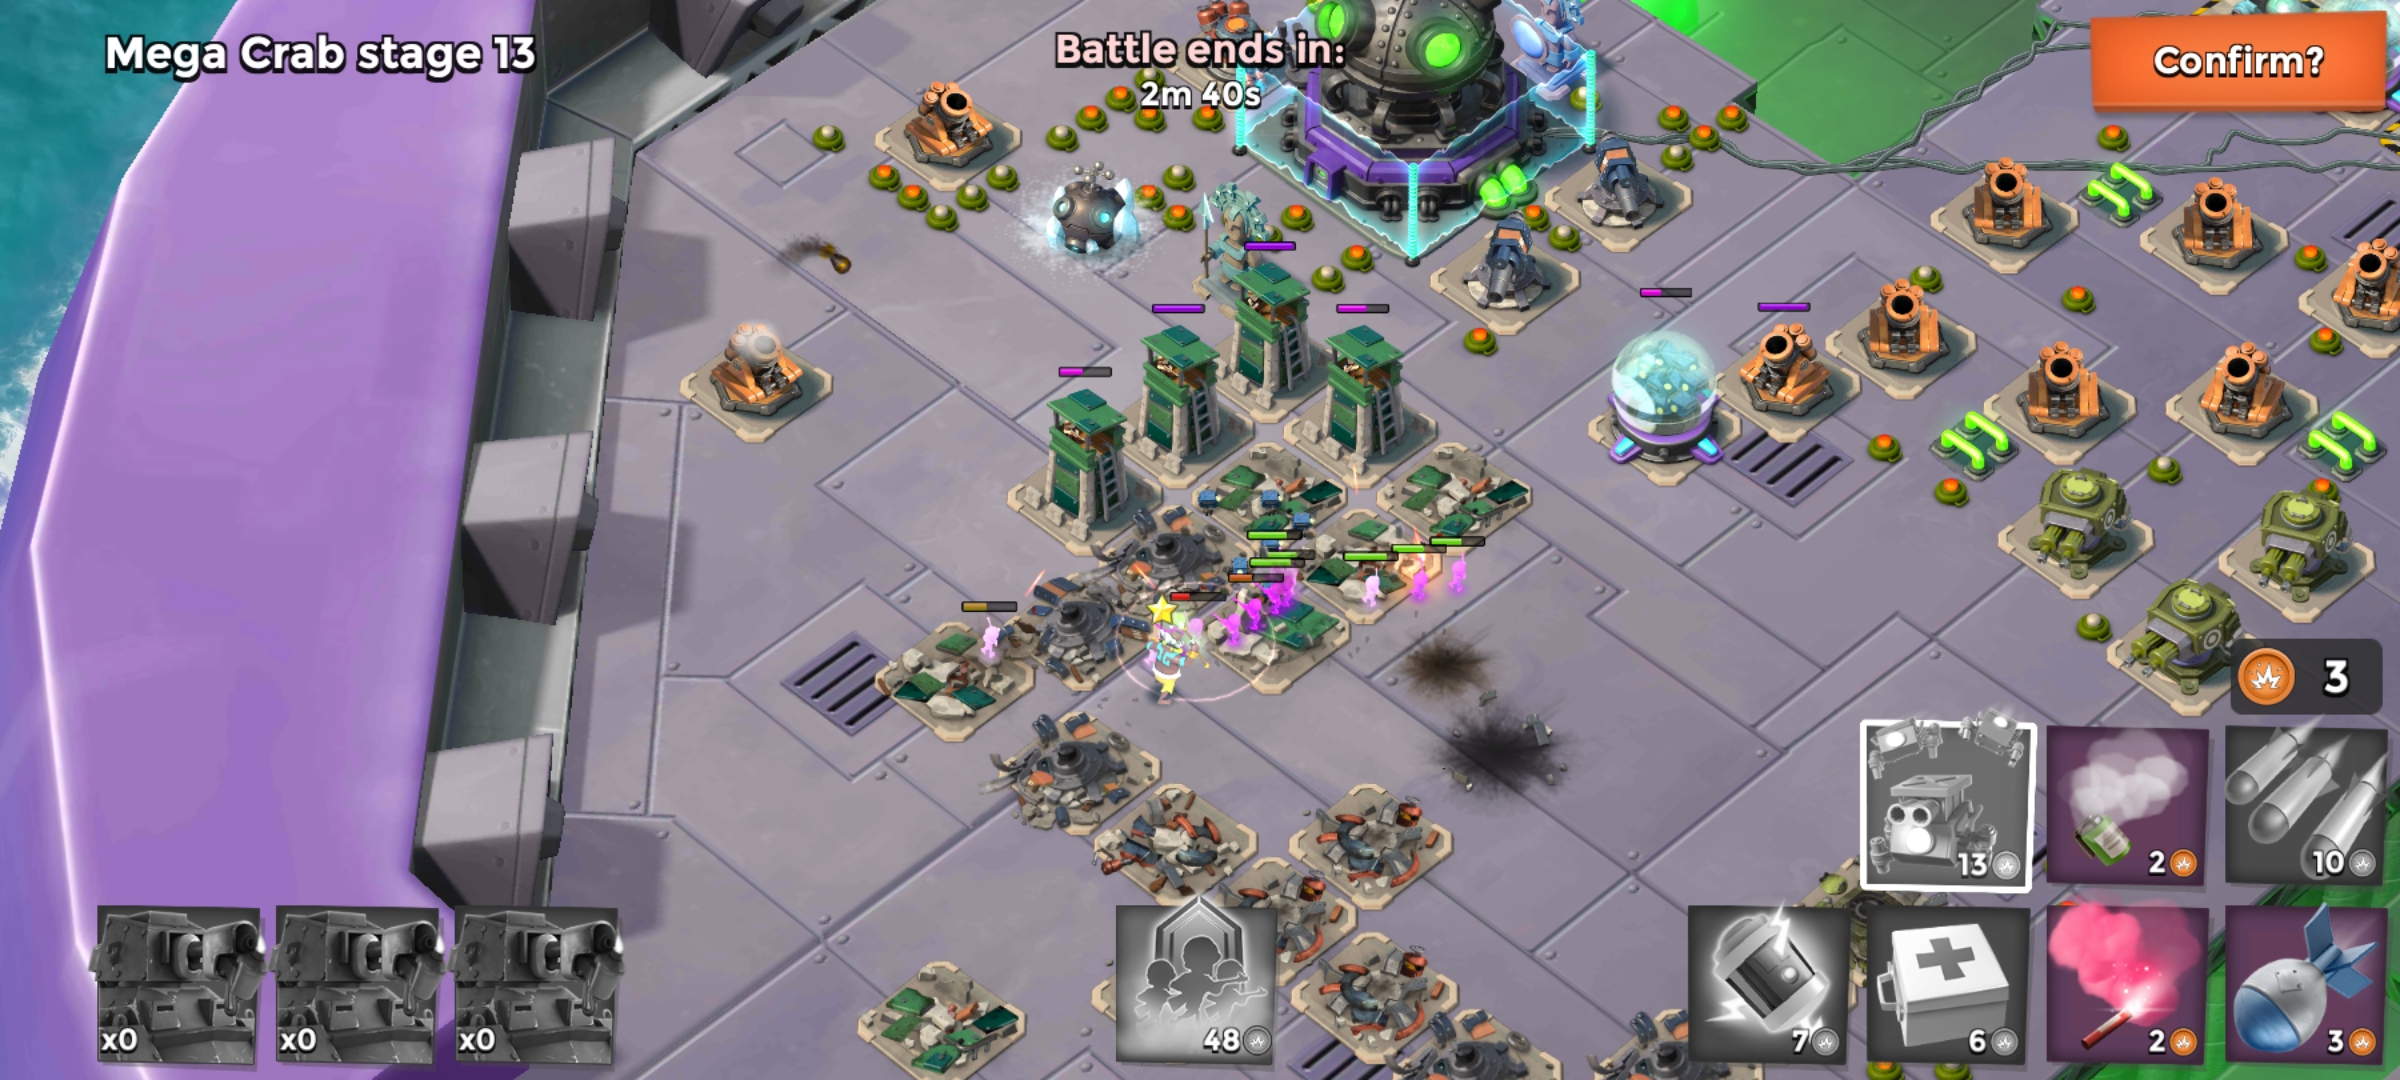 Mega Crab stage 13
Battle ends in:
2m 40s
Confirm?
3
13
2
10
x0
x0
x0
48
7
6
2
3